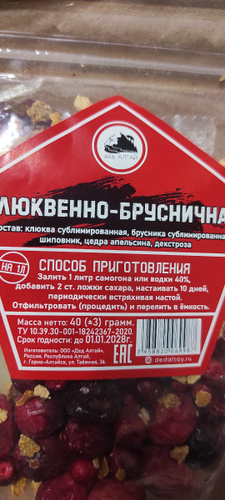 ДЕД АЛТАЙ
ЛЮКВЕННО-БРУСНИЧНА
остав: клюква сублимированная, брусника сублимированна
шиповник, цедра апельсина, декстроза
НА 1Л
СПОСОБ ПРИГОТОВЛЕНИЯ
Залить 1 литр самогона или водки 40%,
добавить 2 ст. ложки сахара, настаивать 10 дней,
периодически встряхивая настой.
Отфильтровать (процедить) и перелить в ёмкость.
Масса нетто: 40 (±3) грамм.
ТУ 10.39.30-001-18242367-2020.
Срок годности: до 01.01.2028г.
Изготовитель: ООО «Дед Алтай»,
Россия, Республика Алтай,
г. Горно-Алтайск, ул. Таёжная, 26.
EAC
dedaltay.ru